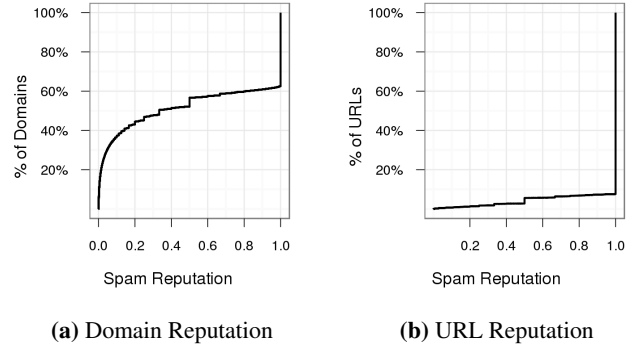 100%
80%
60%
40%
20%
% of Domains
0.0 0.2 0.4 0.6 0.8 1.0
Spam Reputation
(a) Domain Reputation
100%
80%
60%
40%
20%
% of URLs
0.2 0.4 0.6 0.8 1.0
Spam Reputation
(b) URL Reputation